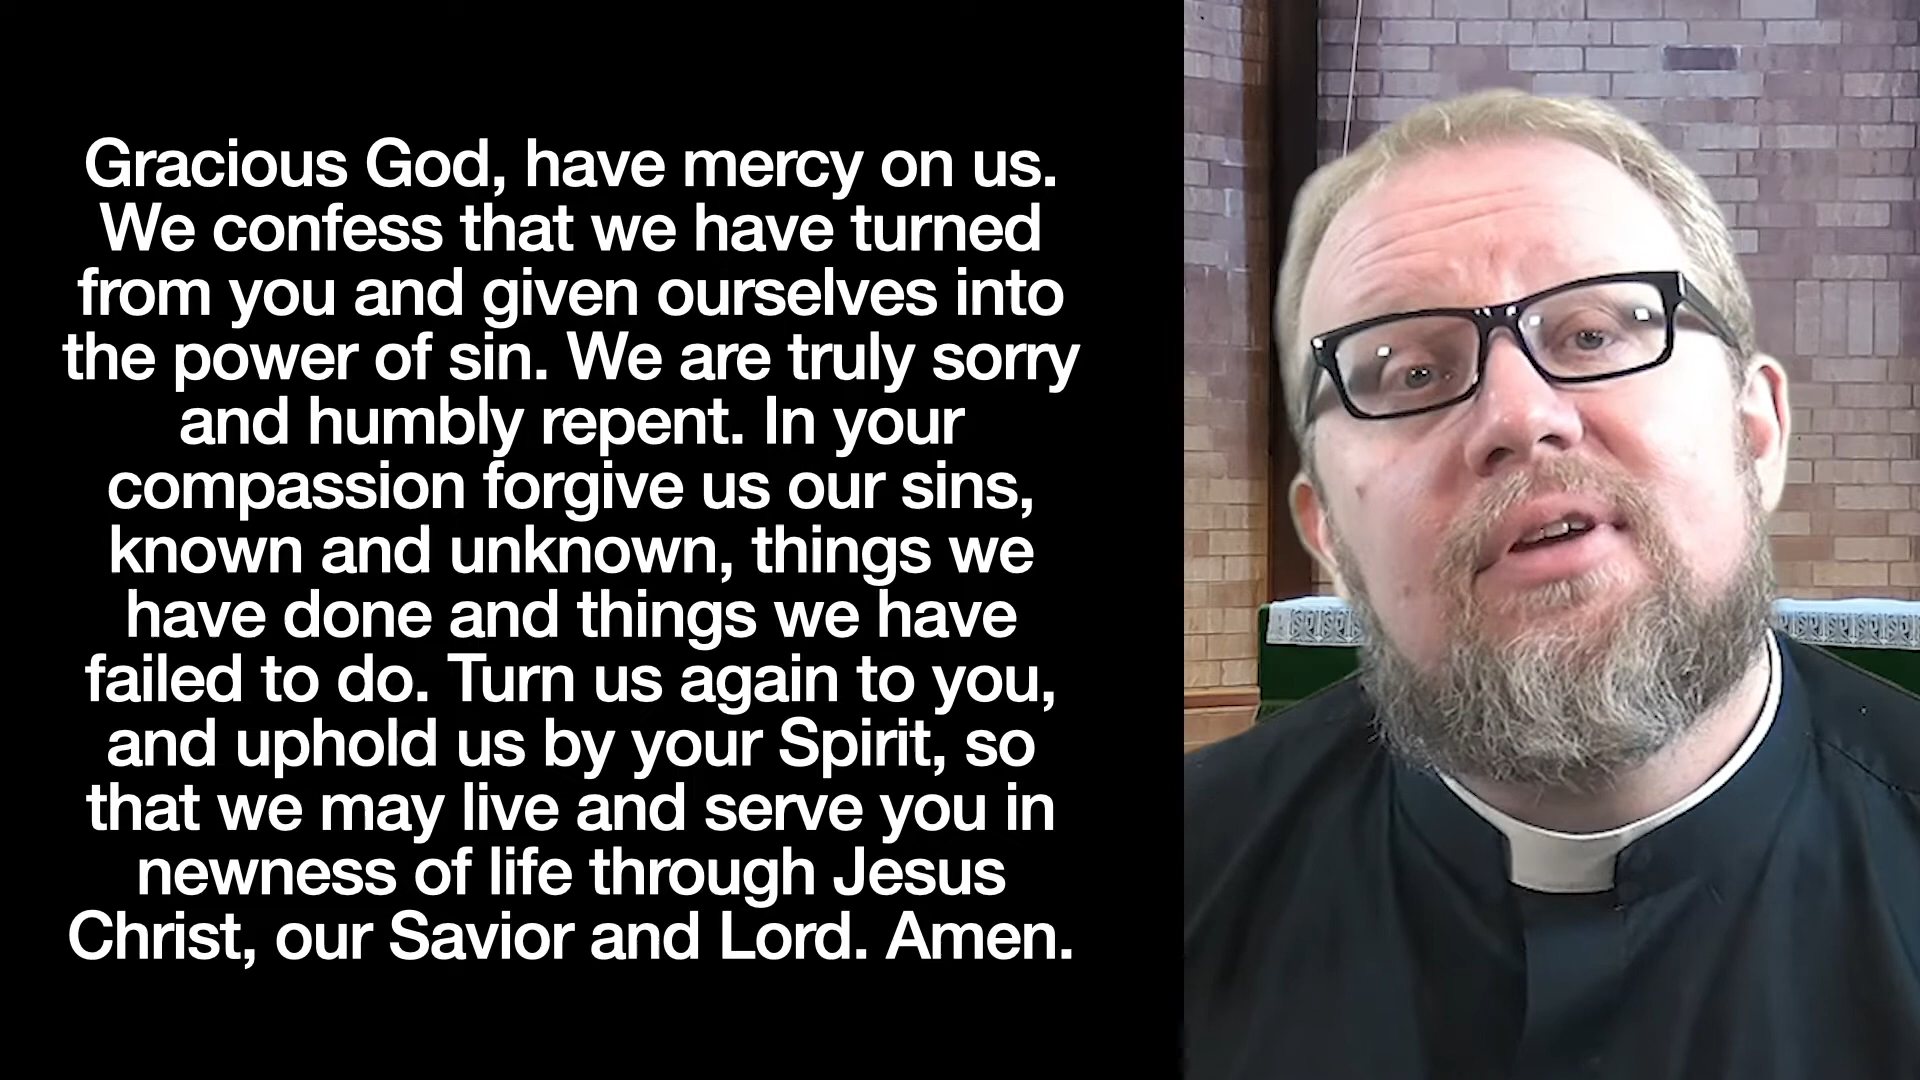 Gracious God, have mercy on us.
We confess that we have turned
from you and given ourselves into
the power of sin. We are truly sorry
and humbly repent. In your
compassion forgive us our sins,
known and unknown, things we
have done and things we have
failed to do. Turn us again to you,
and uphold us by your Spirit, so
that we may live and serve you in
newness of life through Jesus
Christ, our Savior and Lord. Amen.